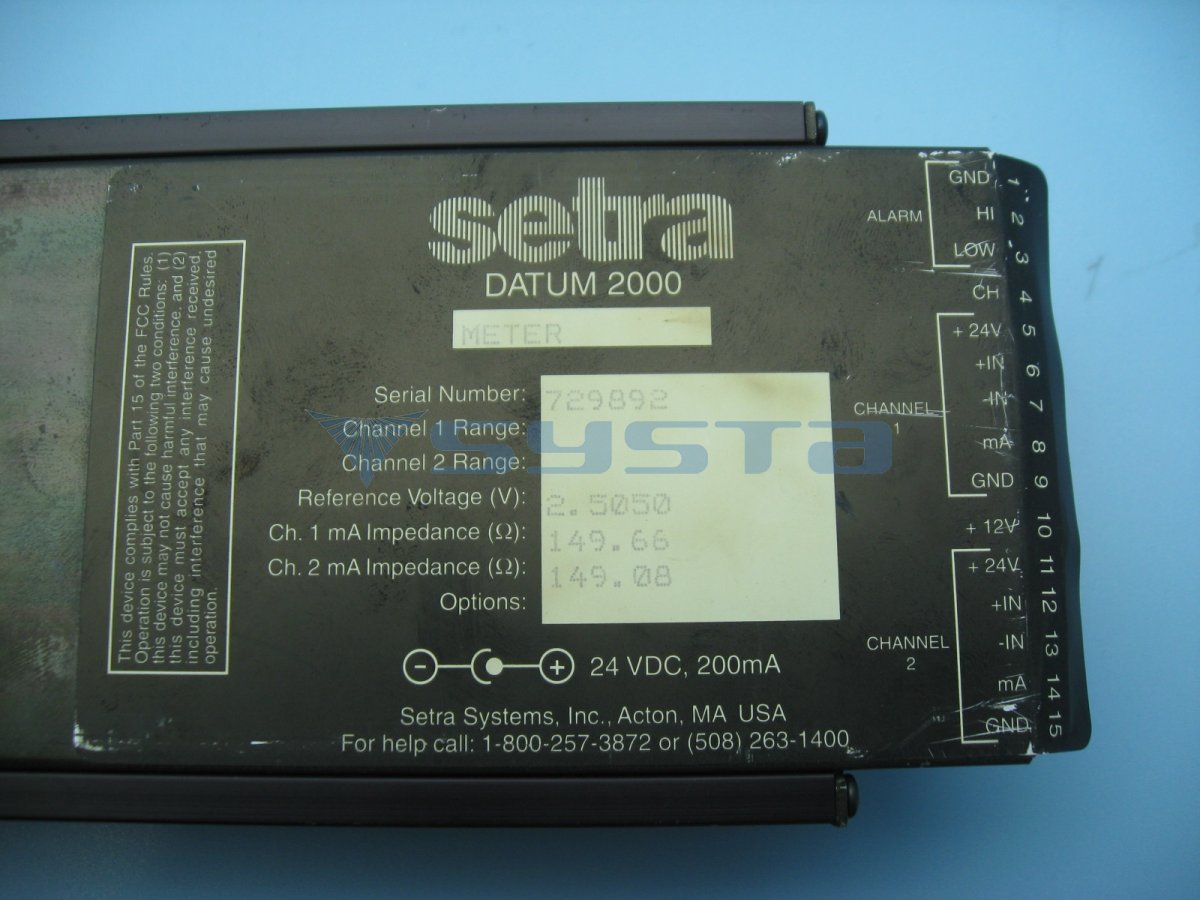 setra
DATUM 2000
METER
Serial Number: 729892
Channel 1 Range:
Channel 2 Range:
Reference Voltage (V): 2.5050
Ch. 1 mA Impedance (Ω): 149.66
Ch. 2 mA Impedance (Ω): 149.08
Options:
- + 24 VDC, 200mA
Setra Systems, Inc., Acton, MA USA
For help call: 1-800-257-3872 or (508) 263-1400
This device complies with Part 15 of the FCC Rules.
Operation is subject to the following two conditions: (1)
this device may not cause harmful interference, and (2)
this device must accept any interference received,
including interference that may cause undesired
operation.
ALARM
GND 1
HI 2
LOW 3
CH 4
CHANNEL
1
+ 24V 5
+IN 6
-IN 7
mA 8
GND 9
+ 12V 10
CHANNEL
2
+ 24V 11
+IN 12
-IN 13
mA 14
GND 15
systa